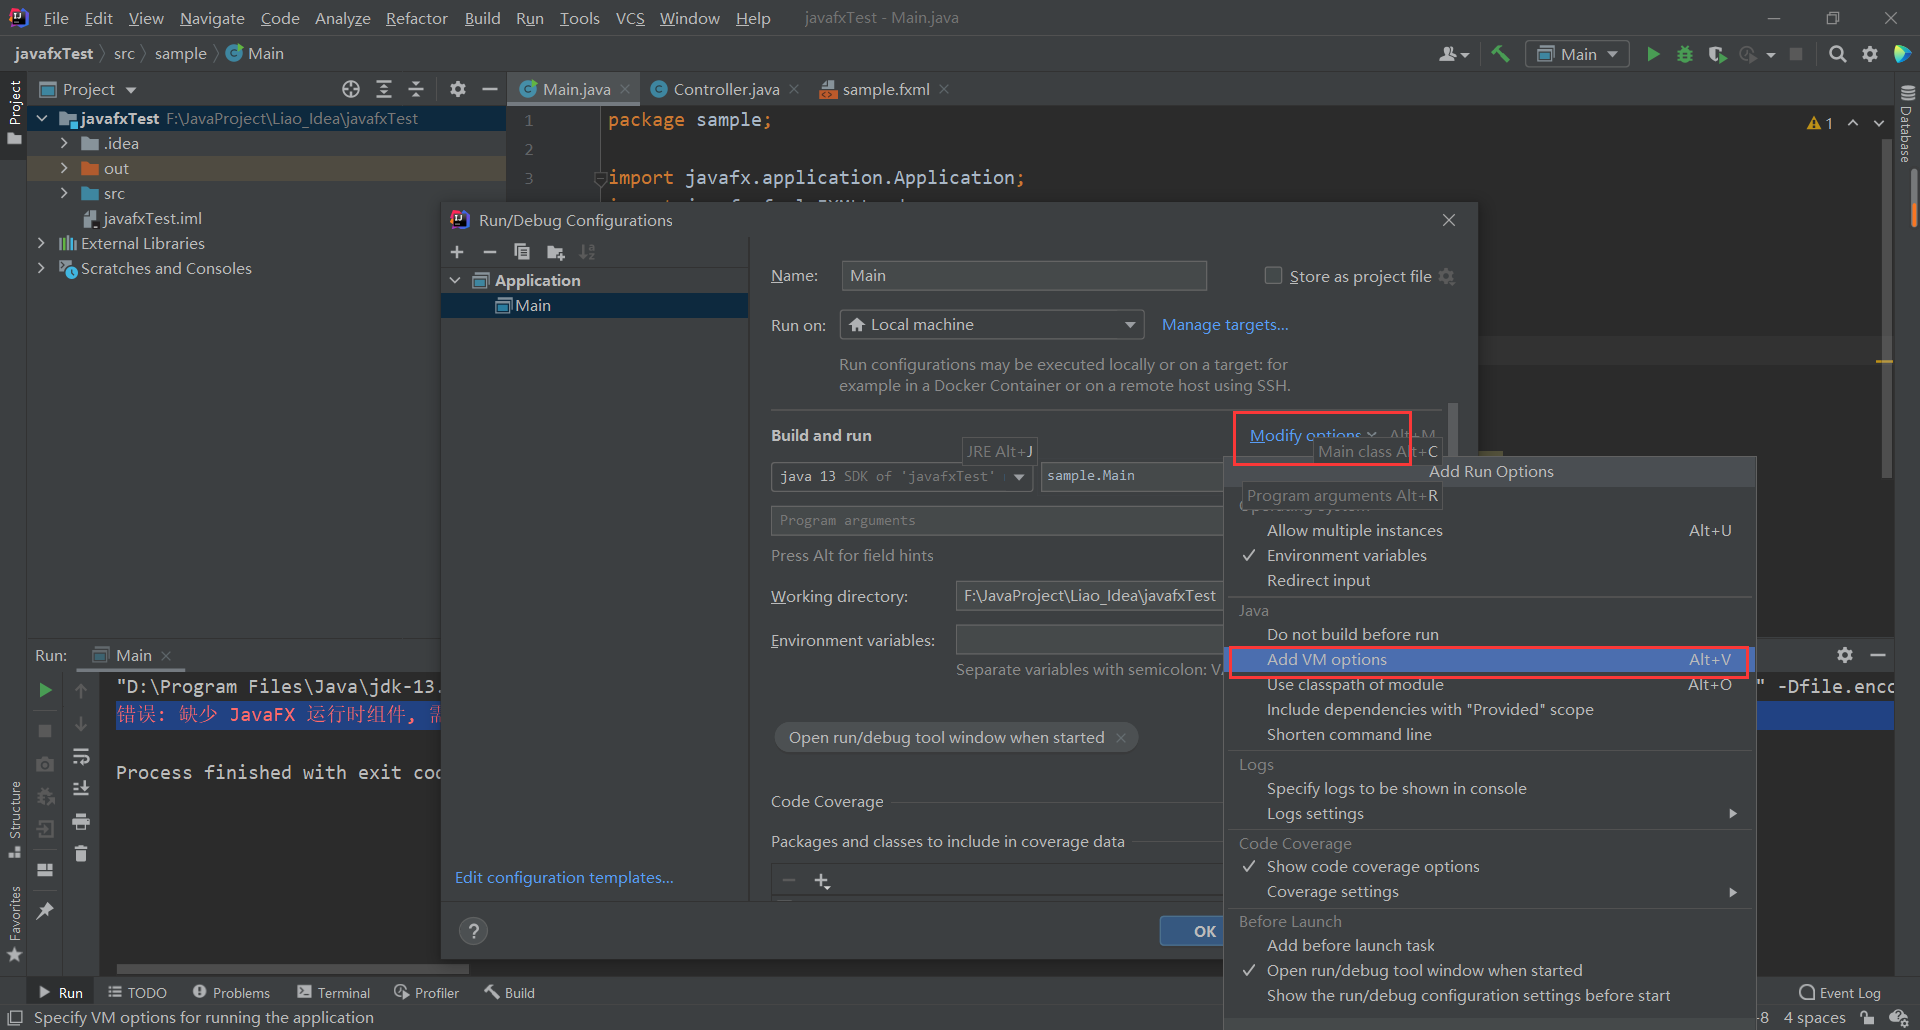 File Edit View Navigate Code Analyze Refactor Build Run Tools VCS Window Help javafxTest - Main.java
javafxTest src sample Main
Main
Project
Main.java Controller.java sample.fxml
Project
Database
javafxTest F:\JavaProject\Liao_Idea\javafxTest
.idea
out
src
javafxTest.iml
External Libraries
Scratches and Consoles
1 package sample;
1
2
3 import javafx.application.Application;
Run/Debug Configurations
Application
Main
Edit configuration templates...
Name: Main
Store as project file
Run on: Local machine Manage targets...
Run configurations may be executed locally or on a target: for
example in a Docker Container or on a remote host using SSH.
Build and run
Modify options Alt+M
JRE Alt+J
Main class Alt+C
java 13 SDK of 'javafxTest' sample.Main
Program arguments Alt+R
Program arguments
Press Alt for field hints
Working directory: F:\JavaProject\Liao_Idea\javafxTest
Environment variables:
Separate variables with semicolon:
Open run/debug tool window when started
Code Coverage
Packages and classes to include in coverage data
? OK
Add Run Options
Operating System
Allow multiple instances Alt+U
Environment variables
Redirect input
Java
Do not build before run
Add VM options Alt+V
Use classpath of module Alt+O
Include dependencies with "Provided" scope
Shorten command line
Logs
Specify logs to be shown in console
Logs settings
Code Coverage
Show code coverage options
Coverage settings
Before Launch
Add before launch task
Open run/debug tool window when started
Show the run/debug configuration settings before start
Run: Main
"D:\Program Files\Java\jdk-13. " -Dfile.enco
错误: 缺少 JavaFX 运行时组件,
Process finished with exit
Structure
Favorites
Run TODO Problems Terminal Profiler Build Event Log
Specify VM options for running the application
-8 4 spaces